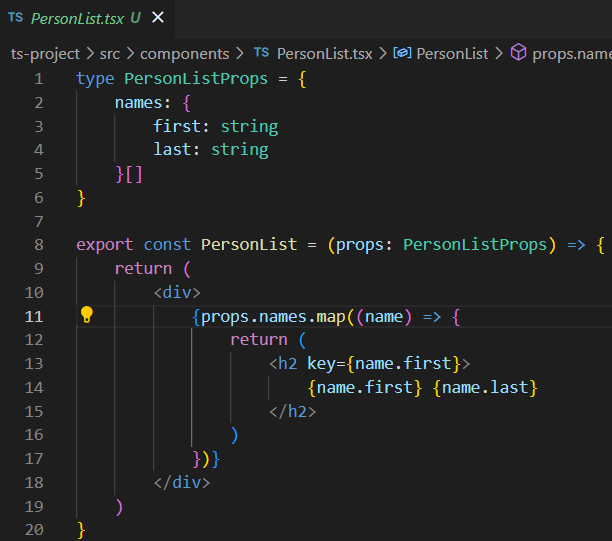 TS PersonList.tsx U ×
ts-project > src > components > TS PersonList.tsx > PersonList > props.name
1 type PersonListProps = {
2     names: {
3         first: string
4         last: string
5     }[]
6 }
7
8 export const PersonList = (props: PersonListProps) => {
9     return (
10         <div>
11             {props.names.map((name) => {
12                 return (
13                     <h2 key={name.first}>
14                         {name.first} {name.last}
15                     </h2>
16                 )
17             })}
18         </div>
19     )
20 }